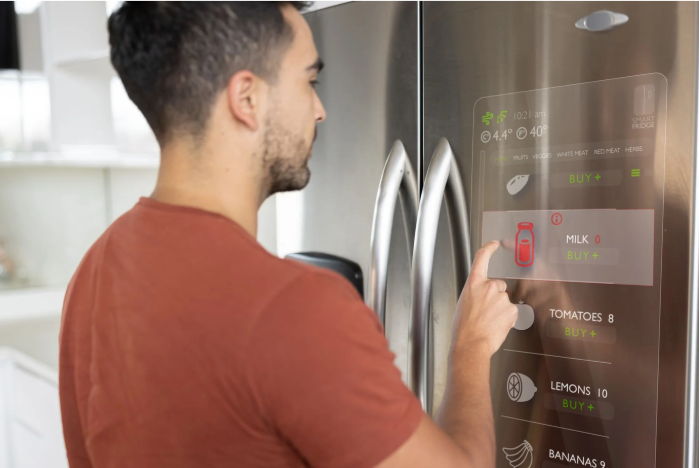 10:21 am
SMART
FRIDGE
4.4° 40°
FRUITS VEGGIES WHITE MEAT RED MEAT HERBS
BUY+
MILK 0
BUY+
TOMATOES 8
BUY+
LEMONS 10
BUY+
BANANAS 9
BUY+